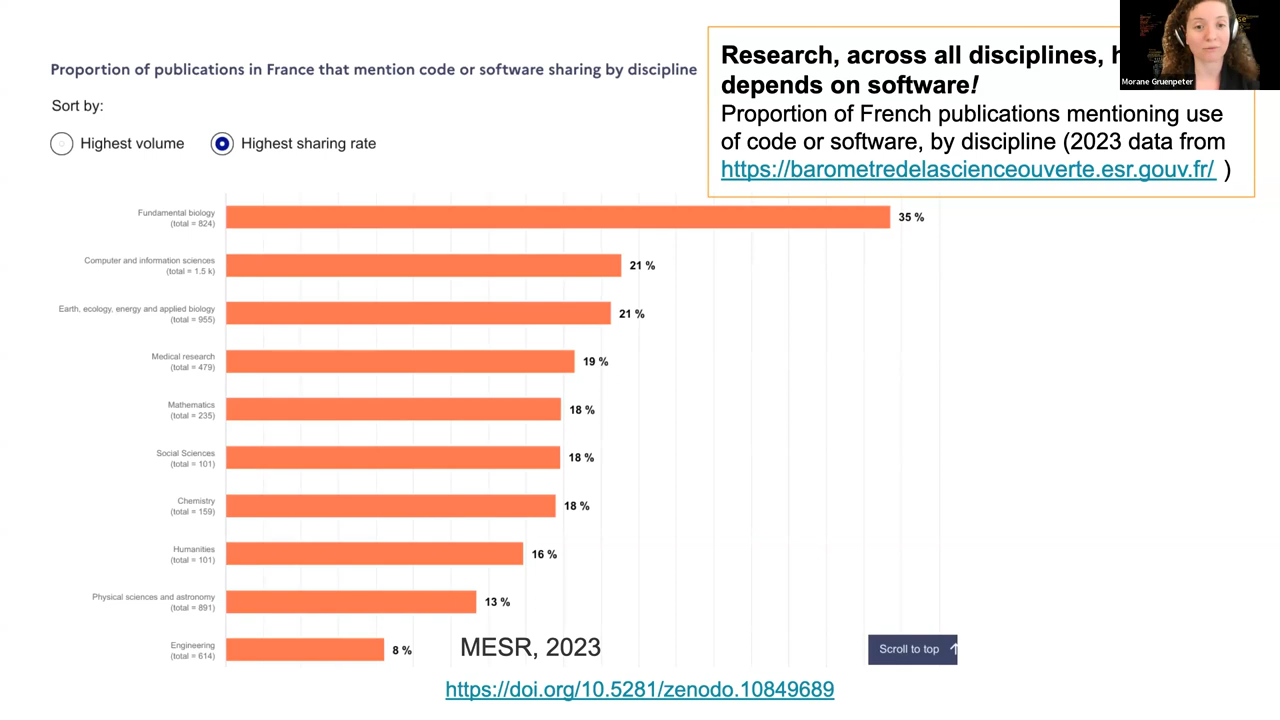 Proportion of publications in France that mention code or software sharing by discipline
Sort by:
Highest volume
Highest sharing rate
Research, across all disciplines,
depends on software!
Proportion of French publications mentioning use
of code or software, by discipline (2023 data from
https://barometredelascienceouverte.esr.gouv.fr/ )
Morane Gruenpeter
Fundamental biology
(total = 824)
35 %
Computer and information sciences
(total = 1.5 k)
21 %
Earth, ecology, energy and applied biology
(total = 955)
21 %
Medical research
(total = 479)
19 %
Mathematics
(total = 235)
18 %
Social Sciences
(total = 101)
18 %
Chemistry
(total = 159)
18 %
Humanities
(total = 101)
16 %
Physical sciences and astronomy
(total = 891)
13 %
Engineering
(total = 614)
8 %
MESR, 2023
Scroll to top
https://doi.org/10.5281/zenodo.10849689